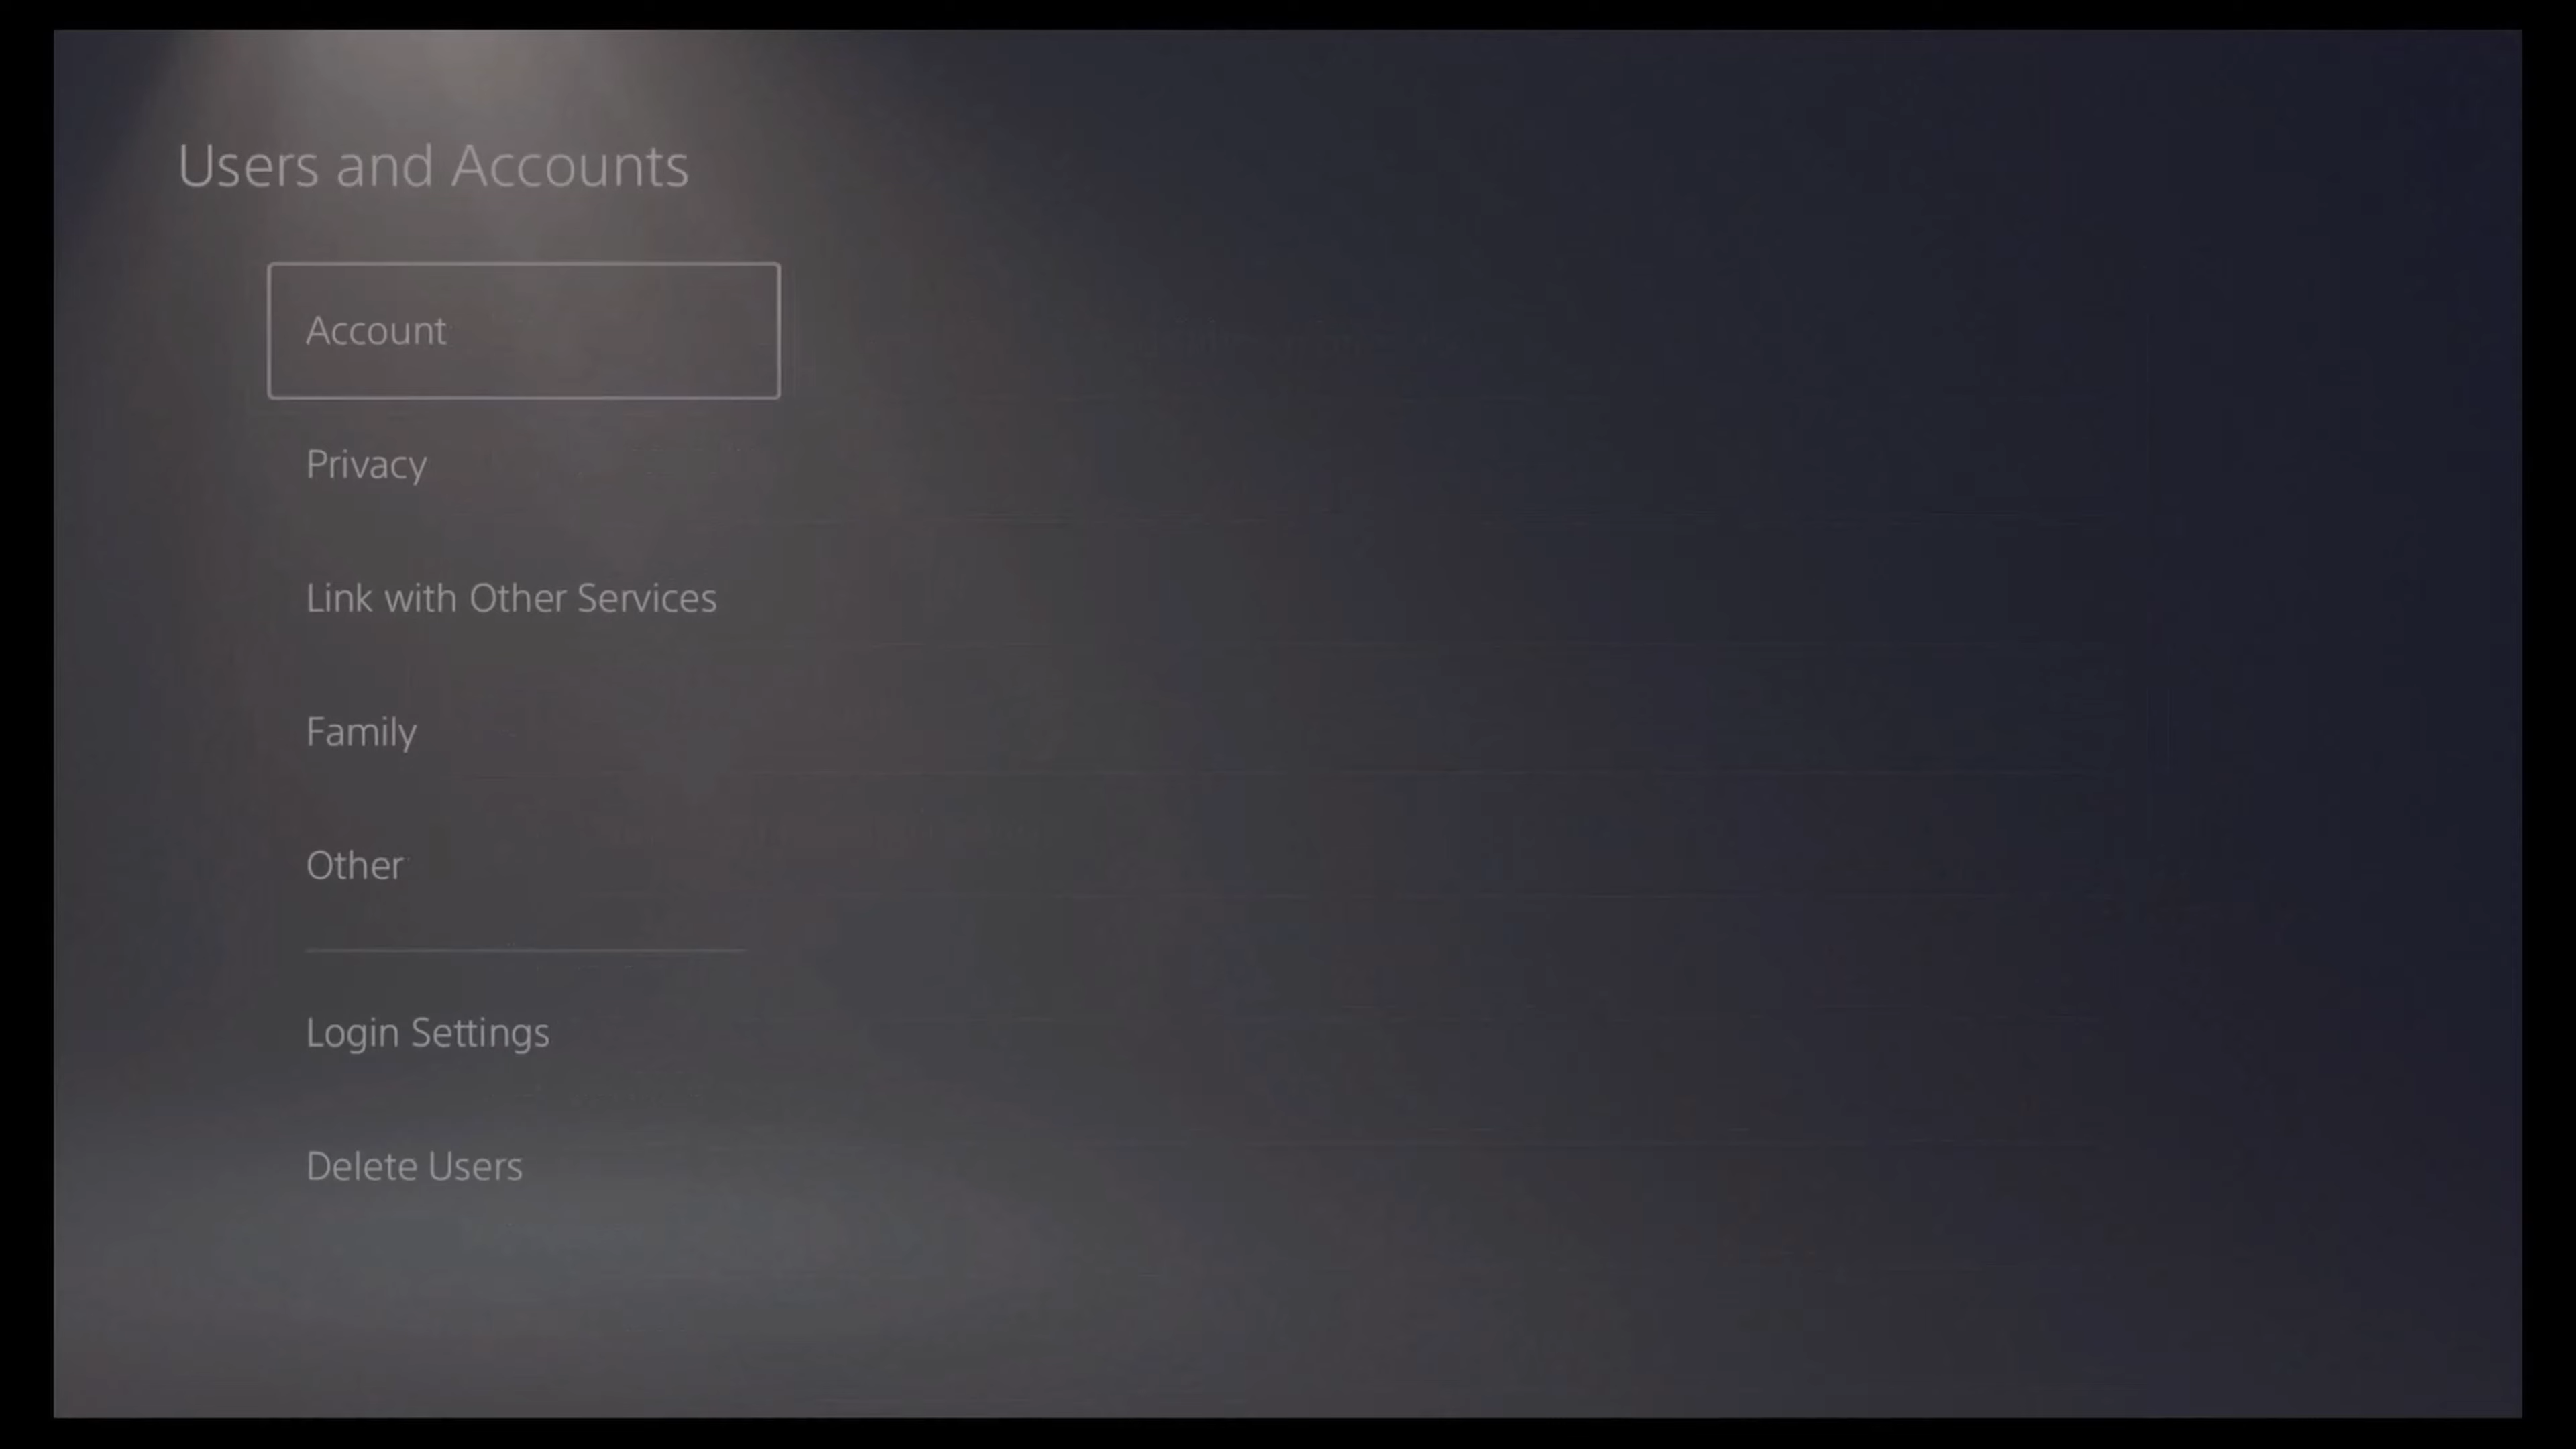 Users and Accounts
Account
Privacy
Link with Other Services
Family
Other
Login Settings
Delete Users